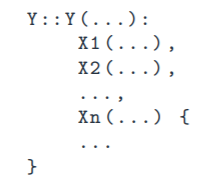 Y::Y(...):
X1(...),
X2(...),
...,
Xn(...) {
...
}